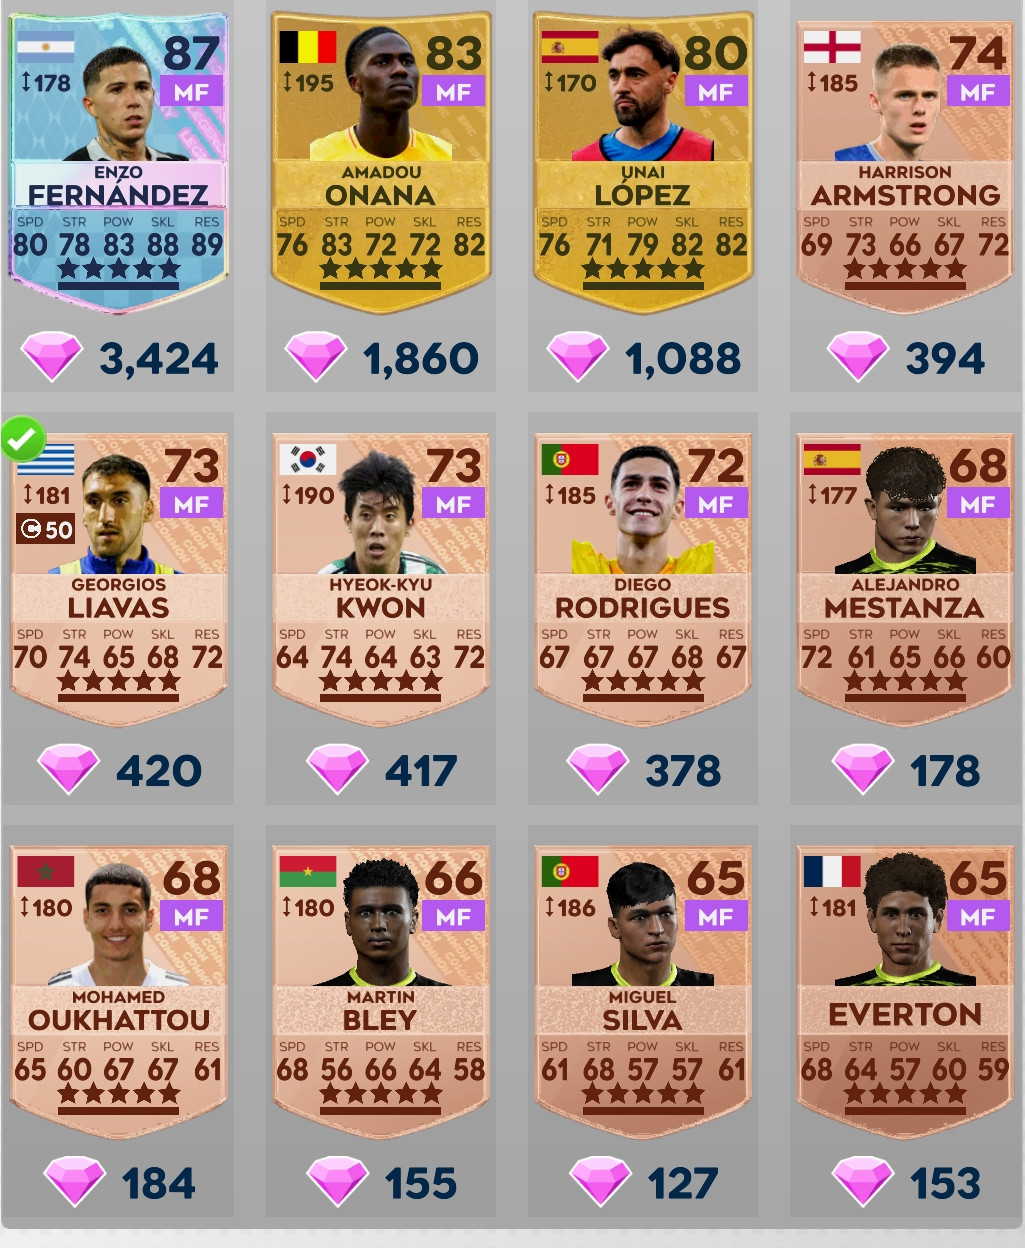 87 83 80 74
↕178 ↕195 ↕170 ↕185
MF MF MF MF
ENZO AMADOU UNAI HARRISON
FERNÁNDEZ ONANA LÓPEZ ARMSTRONG
SPD STR POW SKL RES SPD STR POW SKL RES SPD STR POW SKL RES SPD STR POW SKL RES
80 78 83 88 89 76 83 72 72 82 76 71 79 82 82 69 73 66 67 72
3,424 1,860 1,088 394
73 73 72 68
↕181 ↕190 ↕185 ↕177
MF MF MF MF
C 50
GEORGIOS HYEOK-KYU DIEGO ALEJANDRO
LIAVAS KWON RODRIGUES MESTANZA
SPD STR POW SKL RES SPD STR POW SKL RES SPD STR POW SKL RES SPD STR POW SKL RES
70 74 65 68 72 64 74 64 63 72 67 67 67 68 67 72 61 65 66 60
420 417 378 178
68 66 65 65
↕180 ↕180 ↕186 ↕181
MF MF MF MF
MOHAMED MARTIN MIGUEL
OUKHATTOU BLEY SILVA EVERTON
SPD STR POW SKL RES SPD STR POW SKL RES SPD STR POW SKL RES SPD STR POW SKL RES
65 60 67 67 61 68 56 66 64 58 61 68 57 57 61 68 64 57 60 59
184 155 127 153